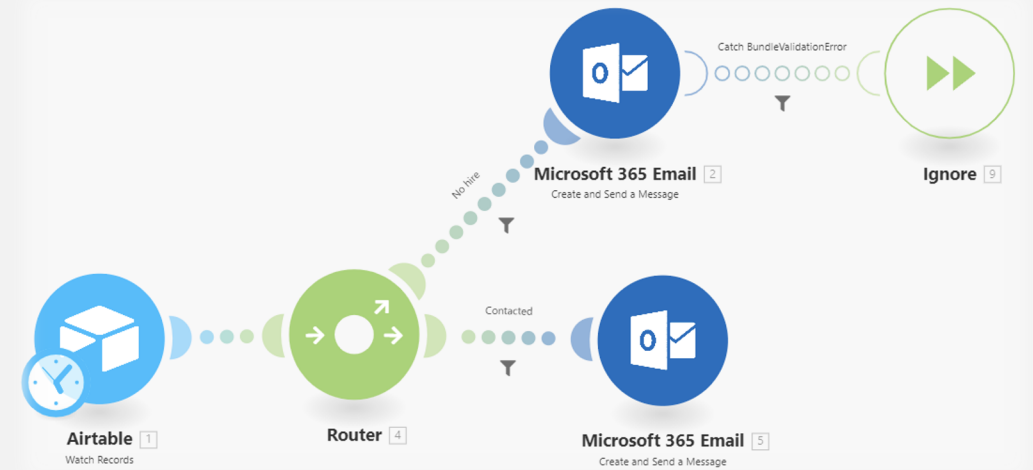 Catch BundleValidationError
Microsoft 365 Email 2
Create and Send a Message
Ignore 9
No hire
Contacted
Airtable 1
Watch Records
Router 4
Microsoft 365 Email 5
Create and Send a Message